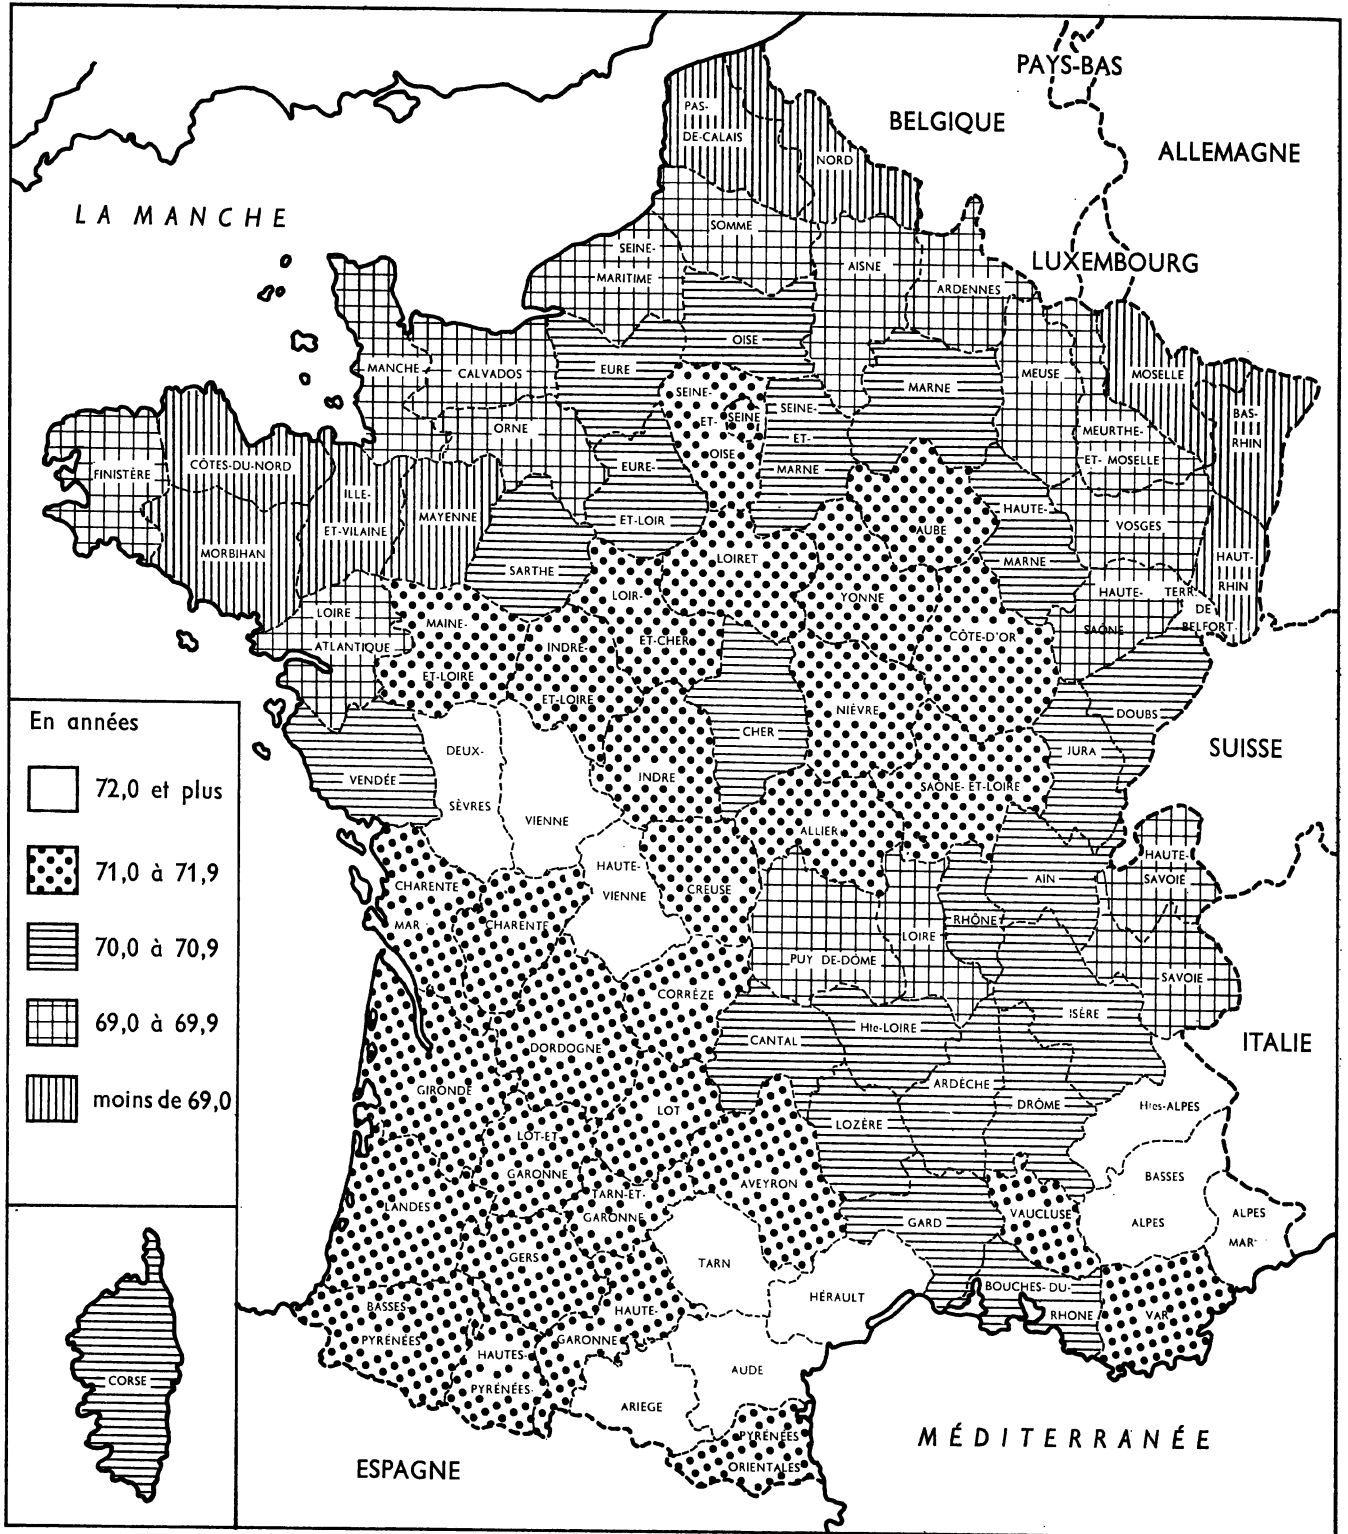 PAYS-BAS
BELGIQUE
ALLEMAGNE
LA MANCHE
LUXEMBOURG
PAS-
DE-CALAIS
NORD
SOMME
SEINE-
MARITIME
AISNE
ARDENNES
OISE
EURE
MANCHE
CALVADOS
ORNE
MARNE
MEUSE
MOSELLE
BAS-
RHIN
MEURTHE-
ET- MOSELLE
SEINE-
ET-
OISE
SEINE
SEINE-
ET-
MARNE
FINISTÈRE
CÔTES-DU-NORD
ILLE-
ET-VILAINE
MAYENNE
MORBIHAN
SARTHE
EURE-
ET-LOIR
AUBE
HAUTE-
MARNE
VOSGES
HAUT-
RHIN
LOIRET
YONNE
LOIR-
ET-CHER
HAUTE-
SAÔNE
TERR.
DE
BELFORT
LOIRE
ATLANTIQUE
MAINE-
ET-LOIRE
INDRE-
ET-LOIRE
CÔTE-D'OR
NIÈVRE
CHER
DOUBS
JURA
SUISSE
VENDÉE
DEUX-
SÈVRES
VIENNE
INDRE
SAÔNE- ET-LOIRE
ALLIER
HAUTE-
VIENNE
CREUSE
AIN
HAUTE-
SAVOIE
CHARENTE
MAR
CHARENTE
PUY DE-DÔME
LOIRE
RHÔNE
SAVOIE
CORRÈZE
ISÈRE
ITALIE
CANTAL
Hte-LOIRE
DORDOGNE
GIRONDE
LOT
ARDÈCHE
DRÔME
Htes-ALPES
LOZÈRE
LOT-ET-
GARONNE
AVEYRON
TARN-ET-
GARONNE
LANDES
GERS
TARN
GARD
VAUCLUSE
BASSES
ALPES
ALPES
MAR
HÉRAULT
BOUCHES-DU-
RHONE
VAR
BASSES-
PYRÉNÉES
HAUTES-
PYRÉNÉES
HAUTE-
GARONNE
ARIEGE
AUDE
PYRÉNÉES
ORIENTALES
ESPAGNE
MÉDITERRANÉE
En années
72,0 et plus
71,0 à 71,9
70,0 à 70,9
69,0 à 69,9
moins de 69,0
CORSE